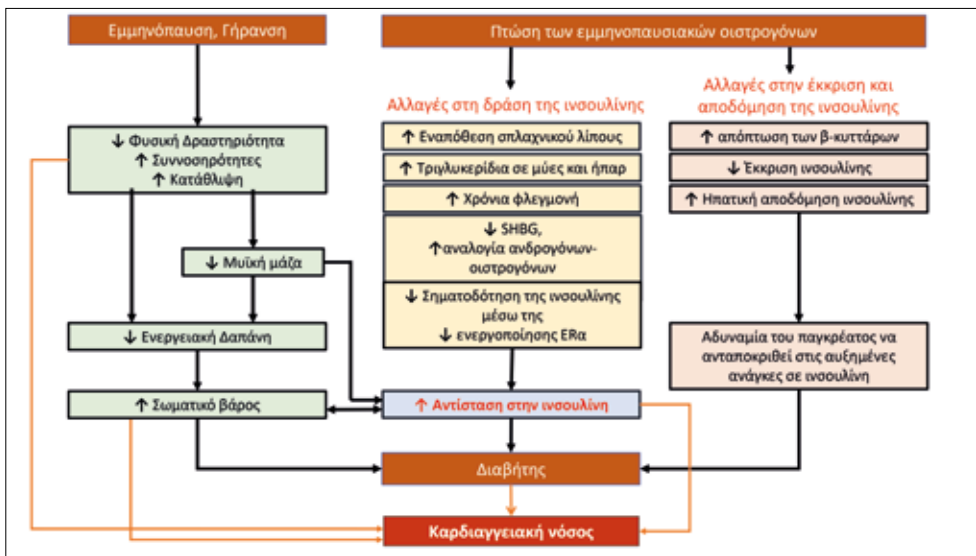 Εμμηνόπαυση, Γήρανση
↓ Φυσική Δραστηριότητα
↑ Συννοσηρότητες
↑ Κατάθλιψη
↓ Μυϊκή μάζα
↓ Ενεργειακή Δαπάνη
↑ Σωματικό βάρος
Πτώση των εμμηνοπαυσιακών οιστρογόνων
Αλλαγές στη δράση της ινσουλίνης
↑ Εναπόθεση σπλαχνικού λίπους
↑ Τριγλυκερίδια σε μύες και ήπαρ
↑ Χρόνια φλεγμονή
↓ SHBG,
↑αναλογία ανδρογόνων-
οιστρογόνων
↓ Σηματοδότηση της ινσουλίνης
μέσω της
↓ ενεργοποίησης ERα
↑ Αντίσταση στην ινσουλίνη
Αλλαγές στην έκκριση και
αποδόμηση της ινσουλίνης
↑ απόπτωση των β-κυττάρων
↓ Έκκριση ινσουλίνης
↑ Ηπατική αποδόμηση ινσουλίνης
Αδυναμία του παγκρέατος να
ανταποκριθεί στις αυξημένες
ανάγκες σε ινσουλίνη
Διαβήτης
Καρδιαγγειακή νόσος